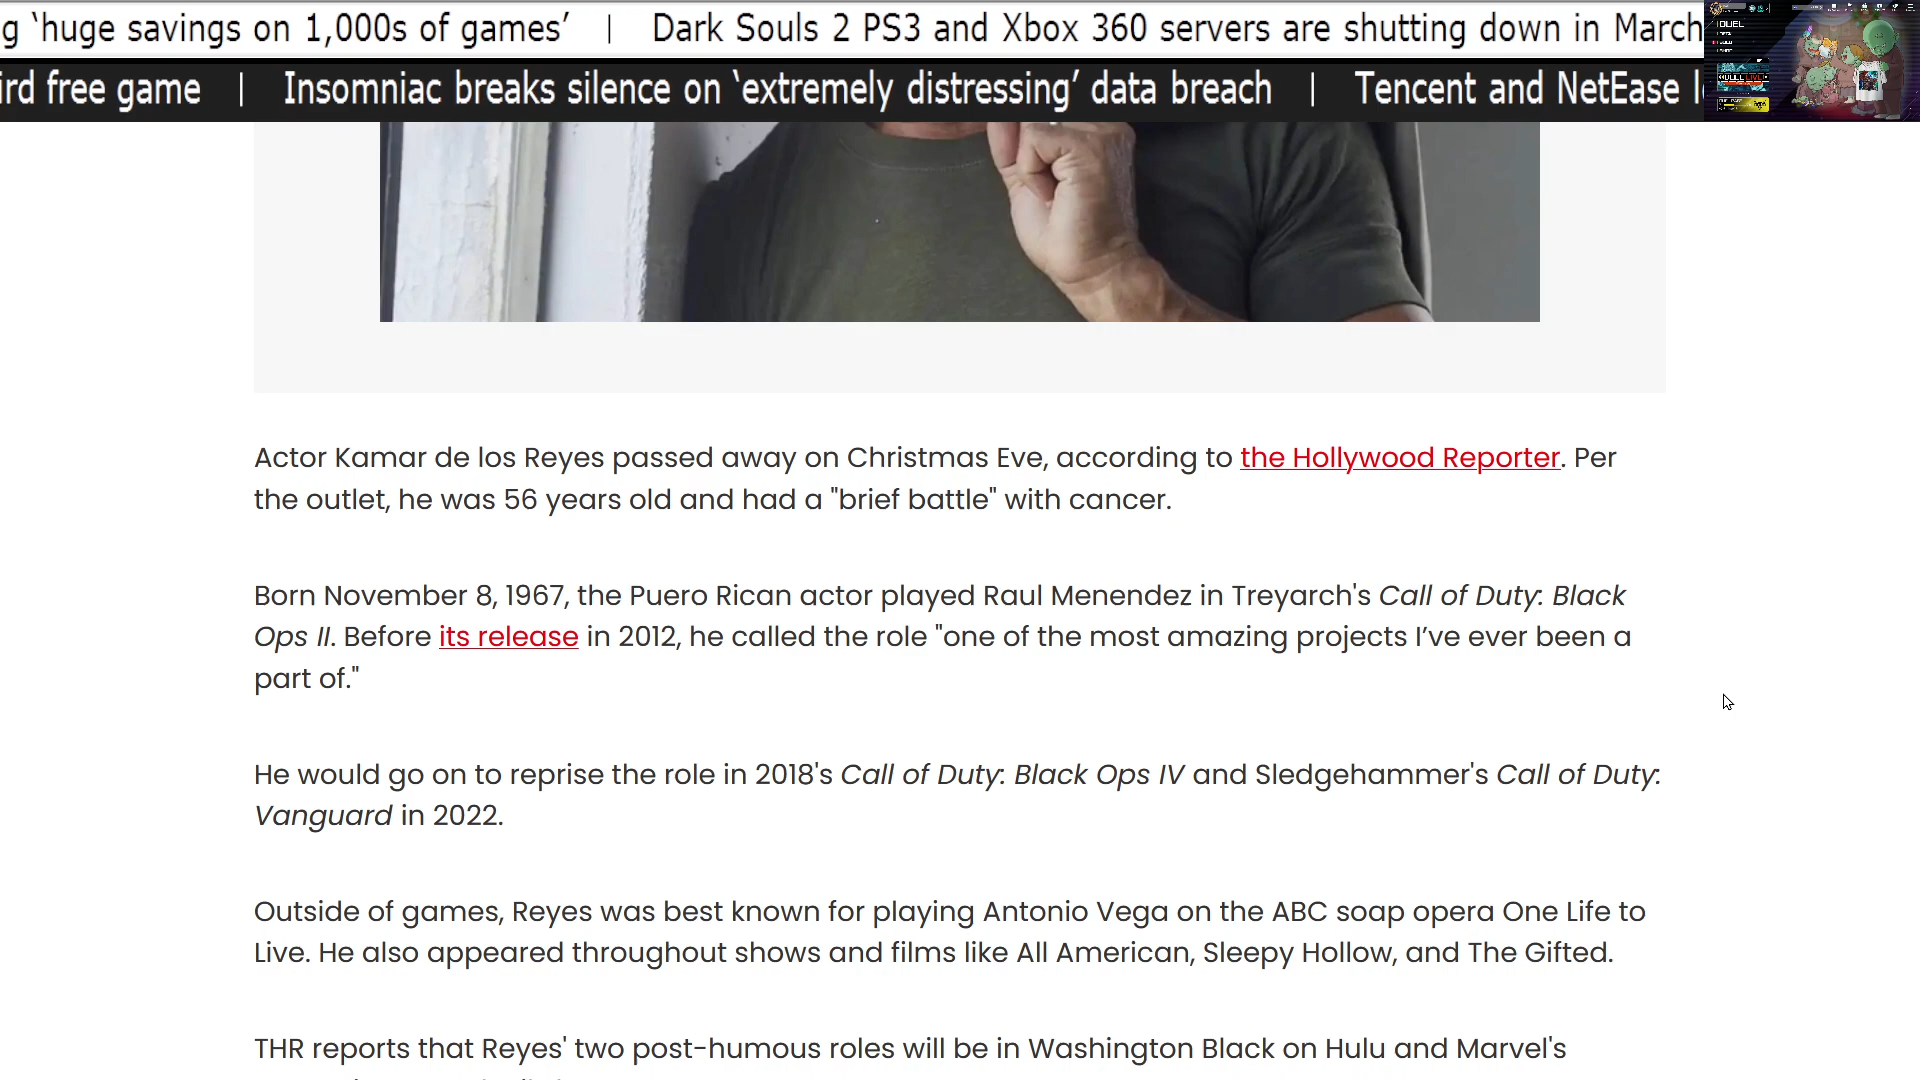 g ‘huge savings on 1,000s of games’ | Dark Souls 2 PS3 and Xbox 360 servers are shutting down in March
ird free game | Insomniac breaks silence on ‘extremely distressing’ data breach | Tencent and NetEase l
Actor Kamar de los Reyes passed away on Christmas Eve, according to the Hollywood Reporter. Per
the outlet, he was 56 years old and had a "brief battle" with cancer.
Born November 8, 1967, the Puero Rican actor played Raul Menendez in Treyarch's Call of Duty: Black
Ops II. Before its release in 2012, he called the role "one of the most amazing projects I’ve ever been a
part of."
He would go on to reprise the role in 2018's Call of Duty: Black Ops IV and Sledgehammer's Call of Duty:
Vanguard in 2022.
Outside of games, Reyes was best known for playing Antonio Vega on the ABC soap opera One Life to
Live. He also appeared throughout shows and films like All American, Sleepy Hollow, and The Gifted.
THR reports that Reyes' two post-humous roles will be in Washington Black on Hulu and Marvel's